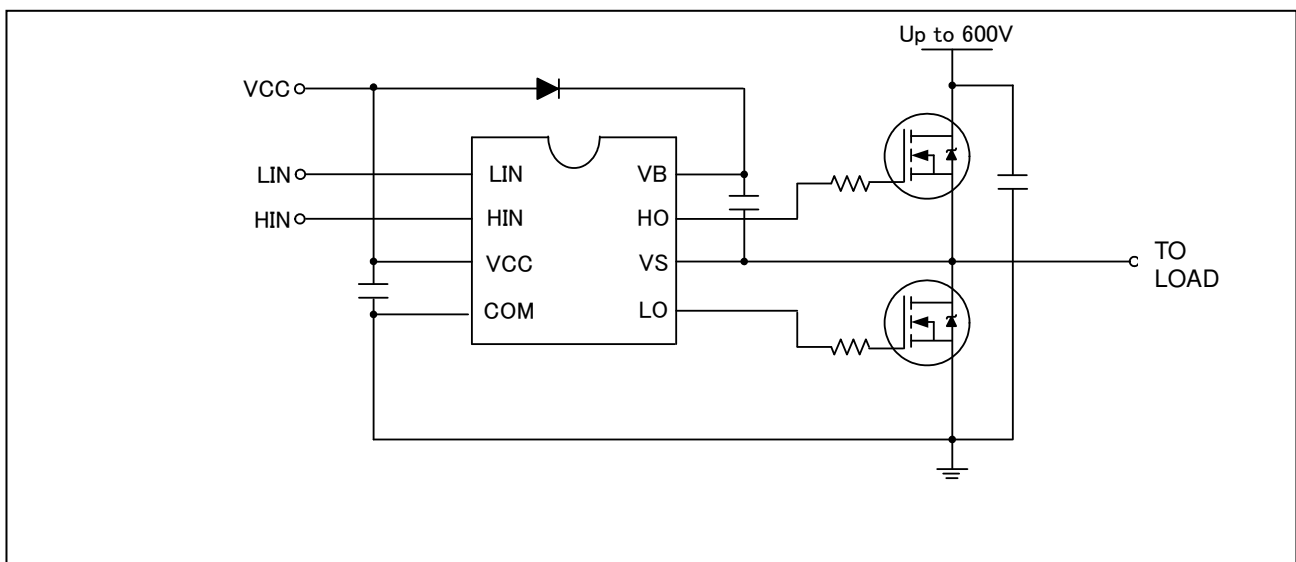 Up to 600V
VCC
LIN
LIN
VB
HIN
HIN
HO
VCC
VS
TO
LOAD
COM
LO